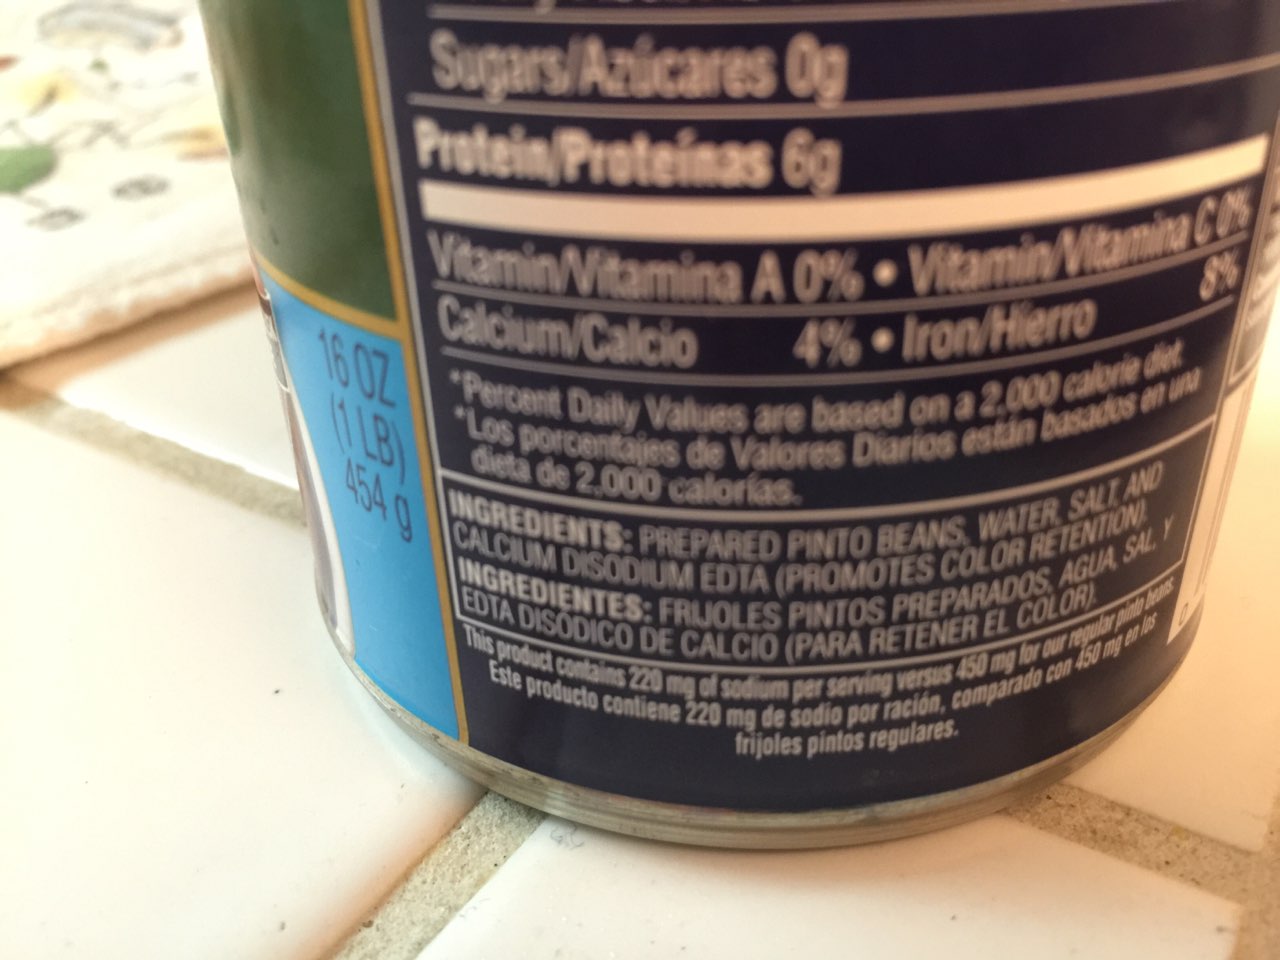 Sugars/Azúcares 0g
Protein/Proteínas 6g
Vitamin/Vitamina A 0% • Vitamin/Vitamina C 0%
Calcium/Calcio 4% • Iron/Hierro 8%
*Percent Daily Values are based on a 2,000 calorie diet.
*Los porcentajes de Valores Diarios están basados en una
dieta de 2,000 calorías.
INGREDIENTS: PREPARED PINTO BEANS, WATER, SALT, AND
CALCIUM DISODIUM EDTA (PROMOTES COLOR RETENTION).
INGREDIENTES: FRIJOLES PINTOS PREPARADOS, AGUA, SAL, Y
EDTA DISÓDICO DE CALCIO (PARA RETENER EL COLOR).
This product contains 220 mg of sodium per serving versus 450 mg for our regular pinto beans.
Este producto contiene 220 mg de sodio por ración, comparado con 450 mg en los
frijoles pintos regulares.
16 OZ
(1 LB)
454 g